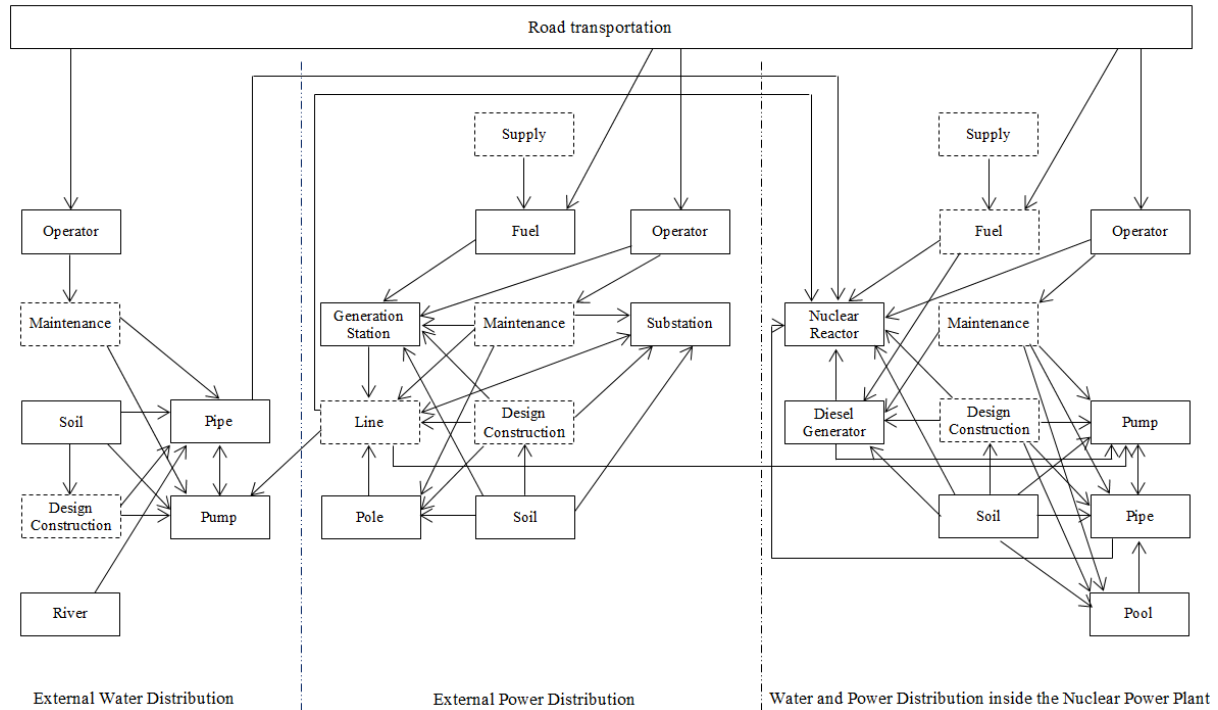 Road transportation
Supply
Supply
Operator
Fuel
Operator
Fuel
Operator
Maintenance
Generation
Station
Maintenance
Substation
Nuclear
Reactor
Maintenance
Soil
Pipe
Line
Design
Construction
Diesel
Generator
Design
Construction
Pump
Design
Construction
Pump
Pole
Soil
Soil
Pipe
River
Pool
External Water Distribution
External Power Distribution
Water and Power Distribution inside the Nuclear Power Plant